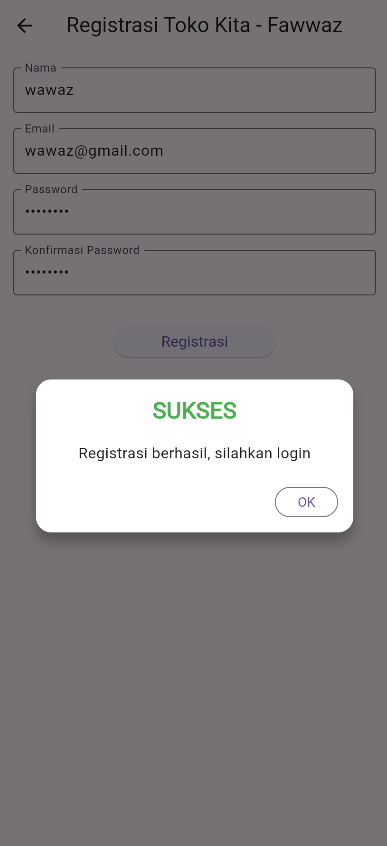 Registrasi Toko Kita - Fawwaz
Nama
wawaz
Email
wawaz@gmail.com
Password
••••••••
Konfirmasi Password
••••••••
Registrasi
SUKSES
Registrasi berhasil, silahkan login
OK